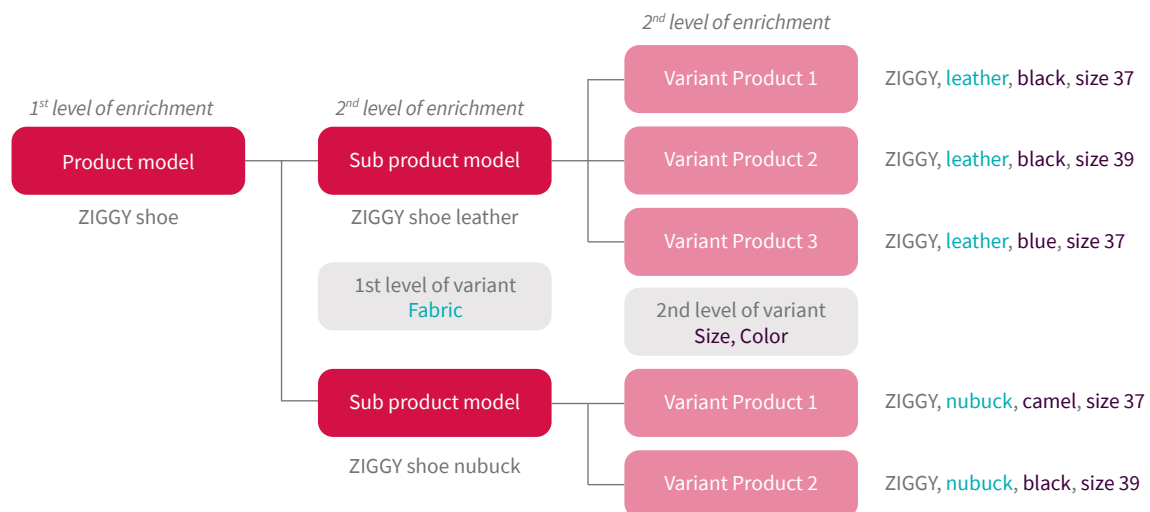 2nd level of enrichment
Variant Product 1
ZIGGY, leather, black, size 37
1st level of enrichment
2nd level of enrichment
Product model
Sub product model
Variant Product 2
ZIGGY, leather, black, size 39
ZIGGY shoe
ZIGGY shoe leather
Variant Product 3
ZIGGY, leather, blue, size 37
1st level of variant
Fabric
2nd level of variant
Size, Color
Sub product model
Variant Product 1
ZIGGY, nubuck, camel, size 37
ZIGGY shoe nubuck
Variant Product 2
ZIGGY, nubuck, black, size 39